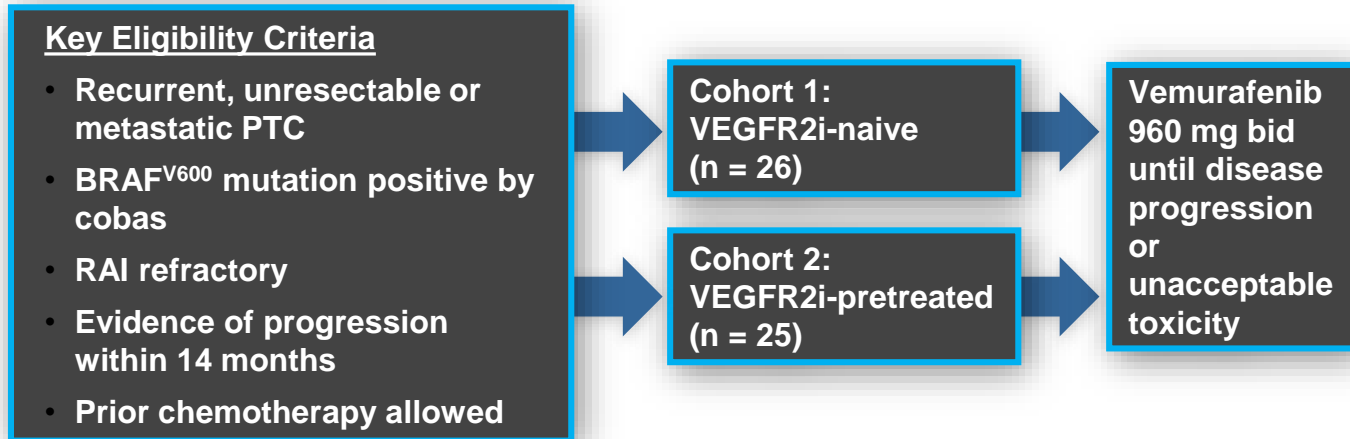 Key Eligibility Criteria
• Recurrent, unresectable or
metastatic PTC
• BRAFV600 mutation positive by
cobas
• RAI refractory
• Evidence of progression
within 14 months
• Prior chemotherapy allowed
Cohort 1:
VEGFR2i-naive
(n = 26)
Cohort 2:
VEGFR2i-pretreated
(n = 25)
Vemurafenib
960 mg bid
until disease
progression
or
unacceptable
toxicity